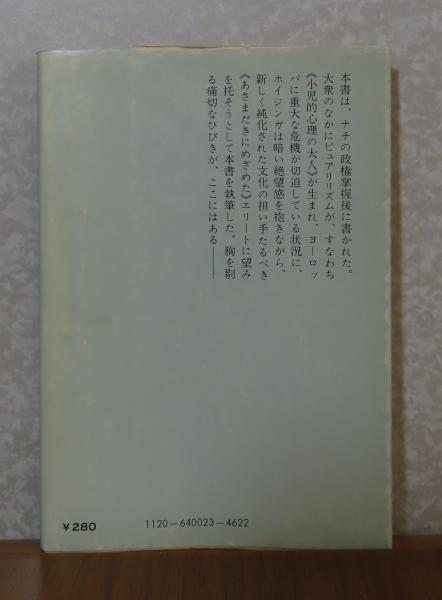 本書は、ナチの政権掌握後に書かれた。
大衆のなかにピュアリリズムが、すなわち
《小児的心理の大人》が生まれ、ヨーロッ
パに重大な危機が切迫している状況に、
ホイジンガは暗い絶望感を抱きながら、
新しく純化された文化の担い手たるべき
《あさまだきにめざめた》エリートに望み
を托そうとして本書を執筆した。胸を剔
る痛切なひびきが、ここにはある——
￥280
1120—640023—4622